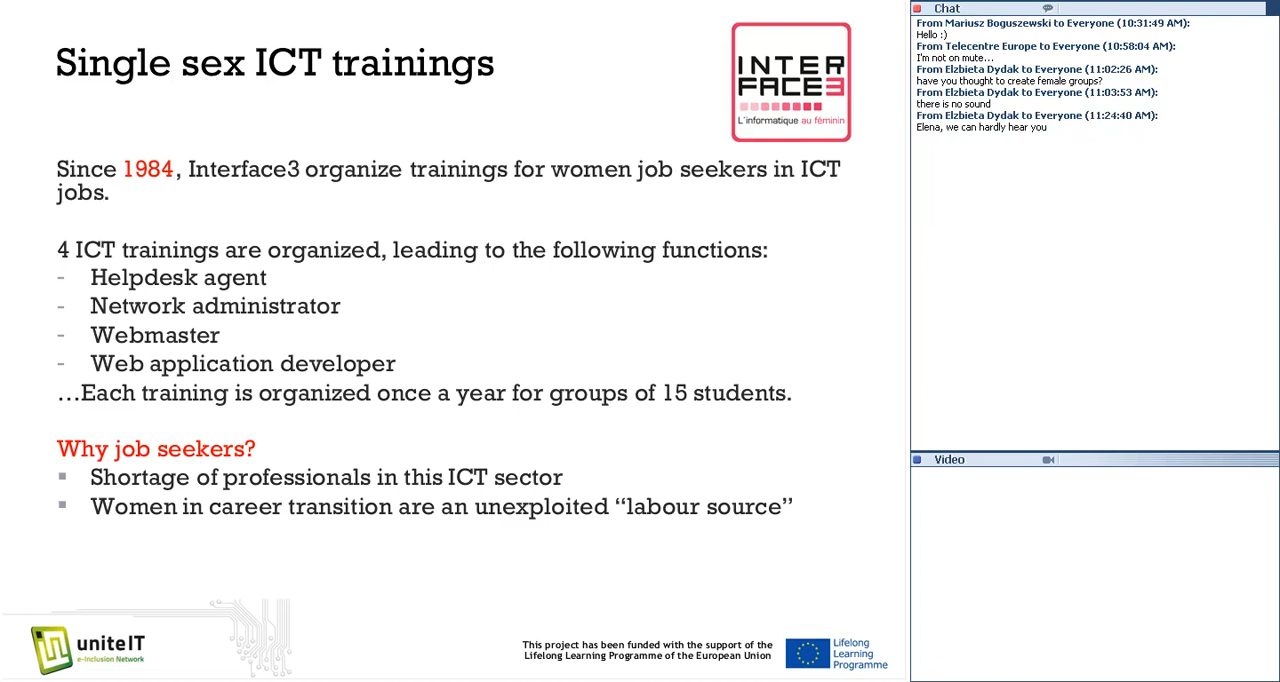 Single sex ICT trainings
INTER
FACE3
L'informatique au féminin
Since 1984, Interface3 organize trainings for women job seekers in ICT
jobs.
4 ICT trainings are organized, leading to the following functions:
- Helpdesk agent
- Network administrator
- Webmaster
- Web application developer
…Each training is organized once a year for groups of 15 students.
Why job seekers?
▪ Shortage of professionals in this ICT sector
▪ Women in career transition are an unexploited “labour source”
uniteIT
e-Inclusion Network
This project has been funded with the support of the
Lifelong Learning Programme of the European Union
Lifelong
Learning
Programme
Chat
From Mariusz Boguszewski to Everyone (10:31:49 AM):
Hello :)
From Telecentre Europe to Everyone (10:58:04 AM):
I'm not on mute...
From Elzbieta Dydak to Everyone (11:02:26 AM):
have you thought to create female groups?
From Elzbieta Dydak to Everyone (11:03:53 AM):
there is no sound
From Elzbieta Dydak to Everyone (11:24:40 AM):
Elena, we can hardly hear you
Video